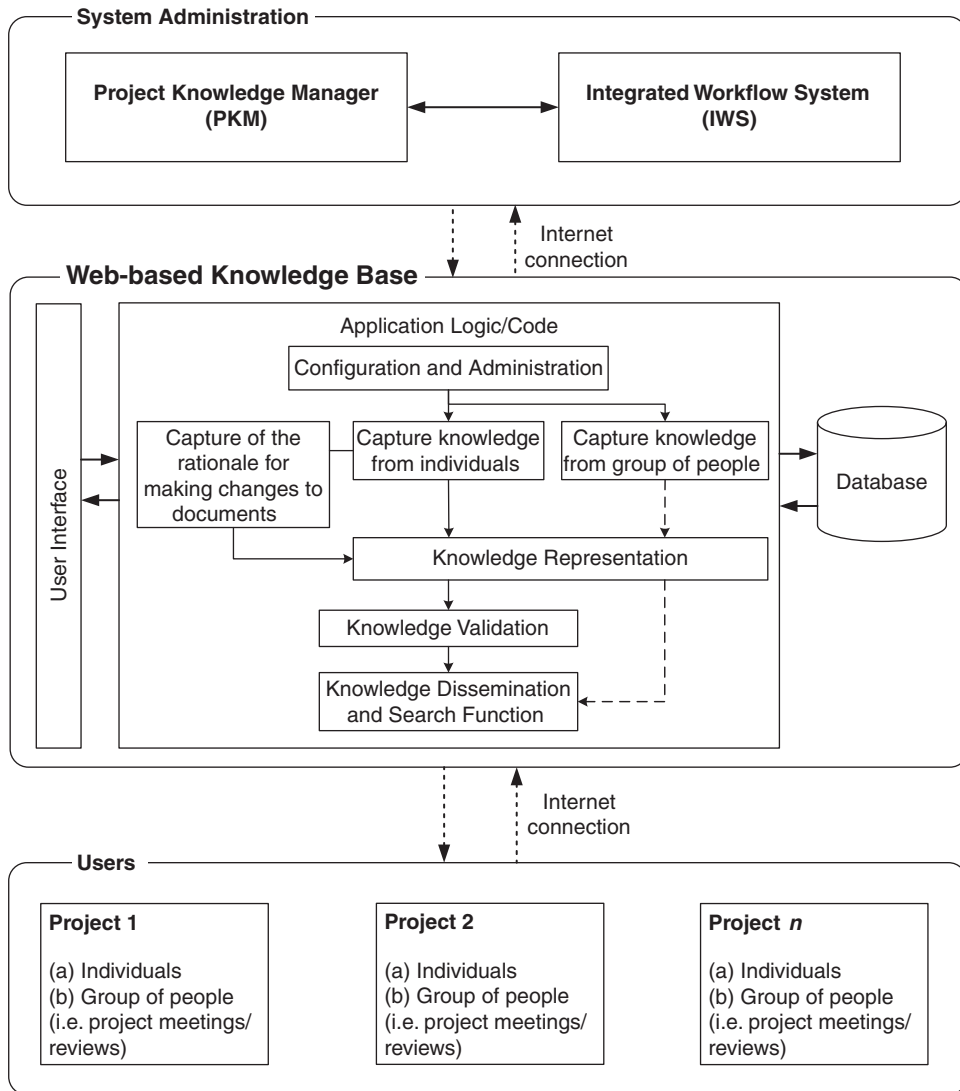 System Administration
Project Knowledge Manager
(PKM)
Integrated Workflow System
(IWS)
Internet
connection
Web-based Knowledge Base
User Interface
Application Logic/Code
Configuration and Administration
Capture of the
rationale for
making changes to
documents
Capture knowledge
from individuals
Capture knowledge
from group of people
Database
Knowledge Representation
Knowledge Validation
Knowledge Dissemination
and Search Function
Internet
connection
Users
Project 1
(a) Individuals
(b) Group of people
(i.e. project meetings/
reviews)
Project 2
(a) Individuals
(b) Group of people
(i.e. project meetings/
reviews)
Project n
(a) Individuals
(b) Group of people
(i.e. project meetings/
reviews)